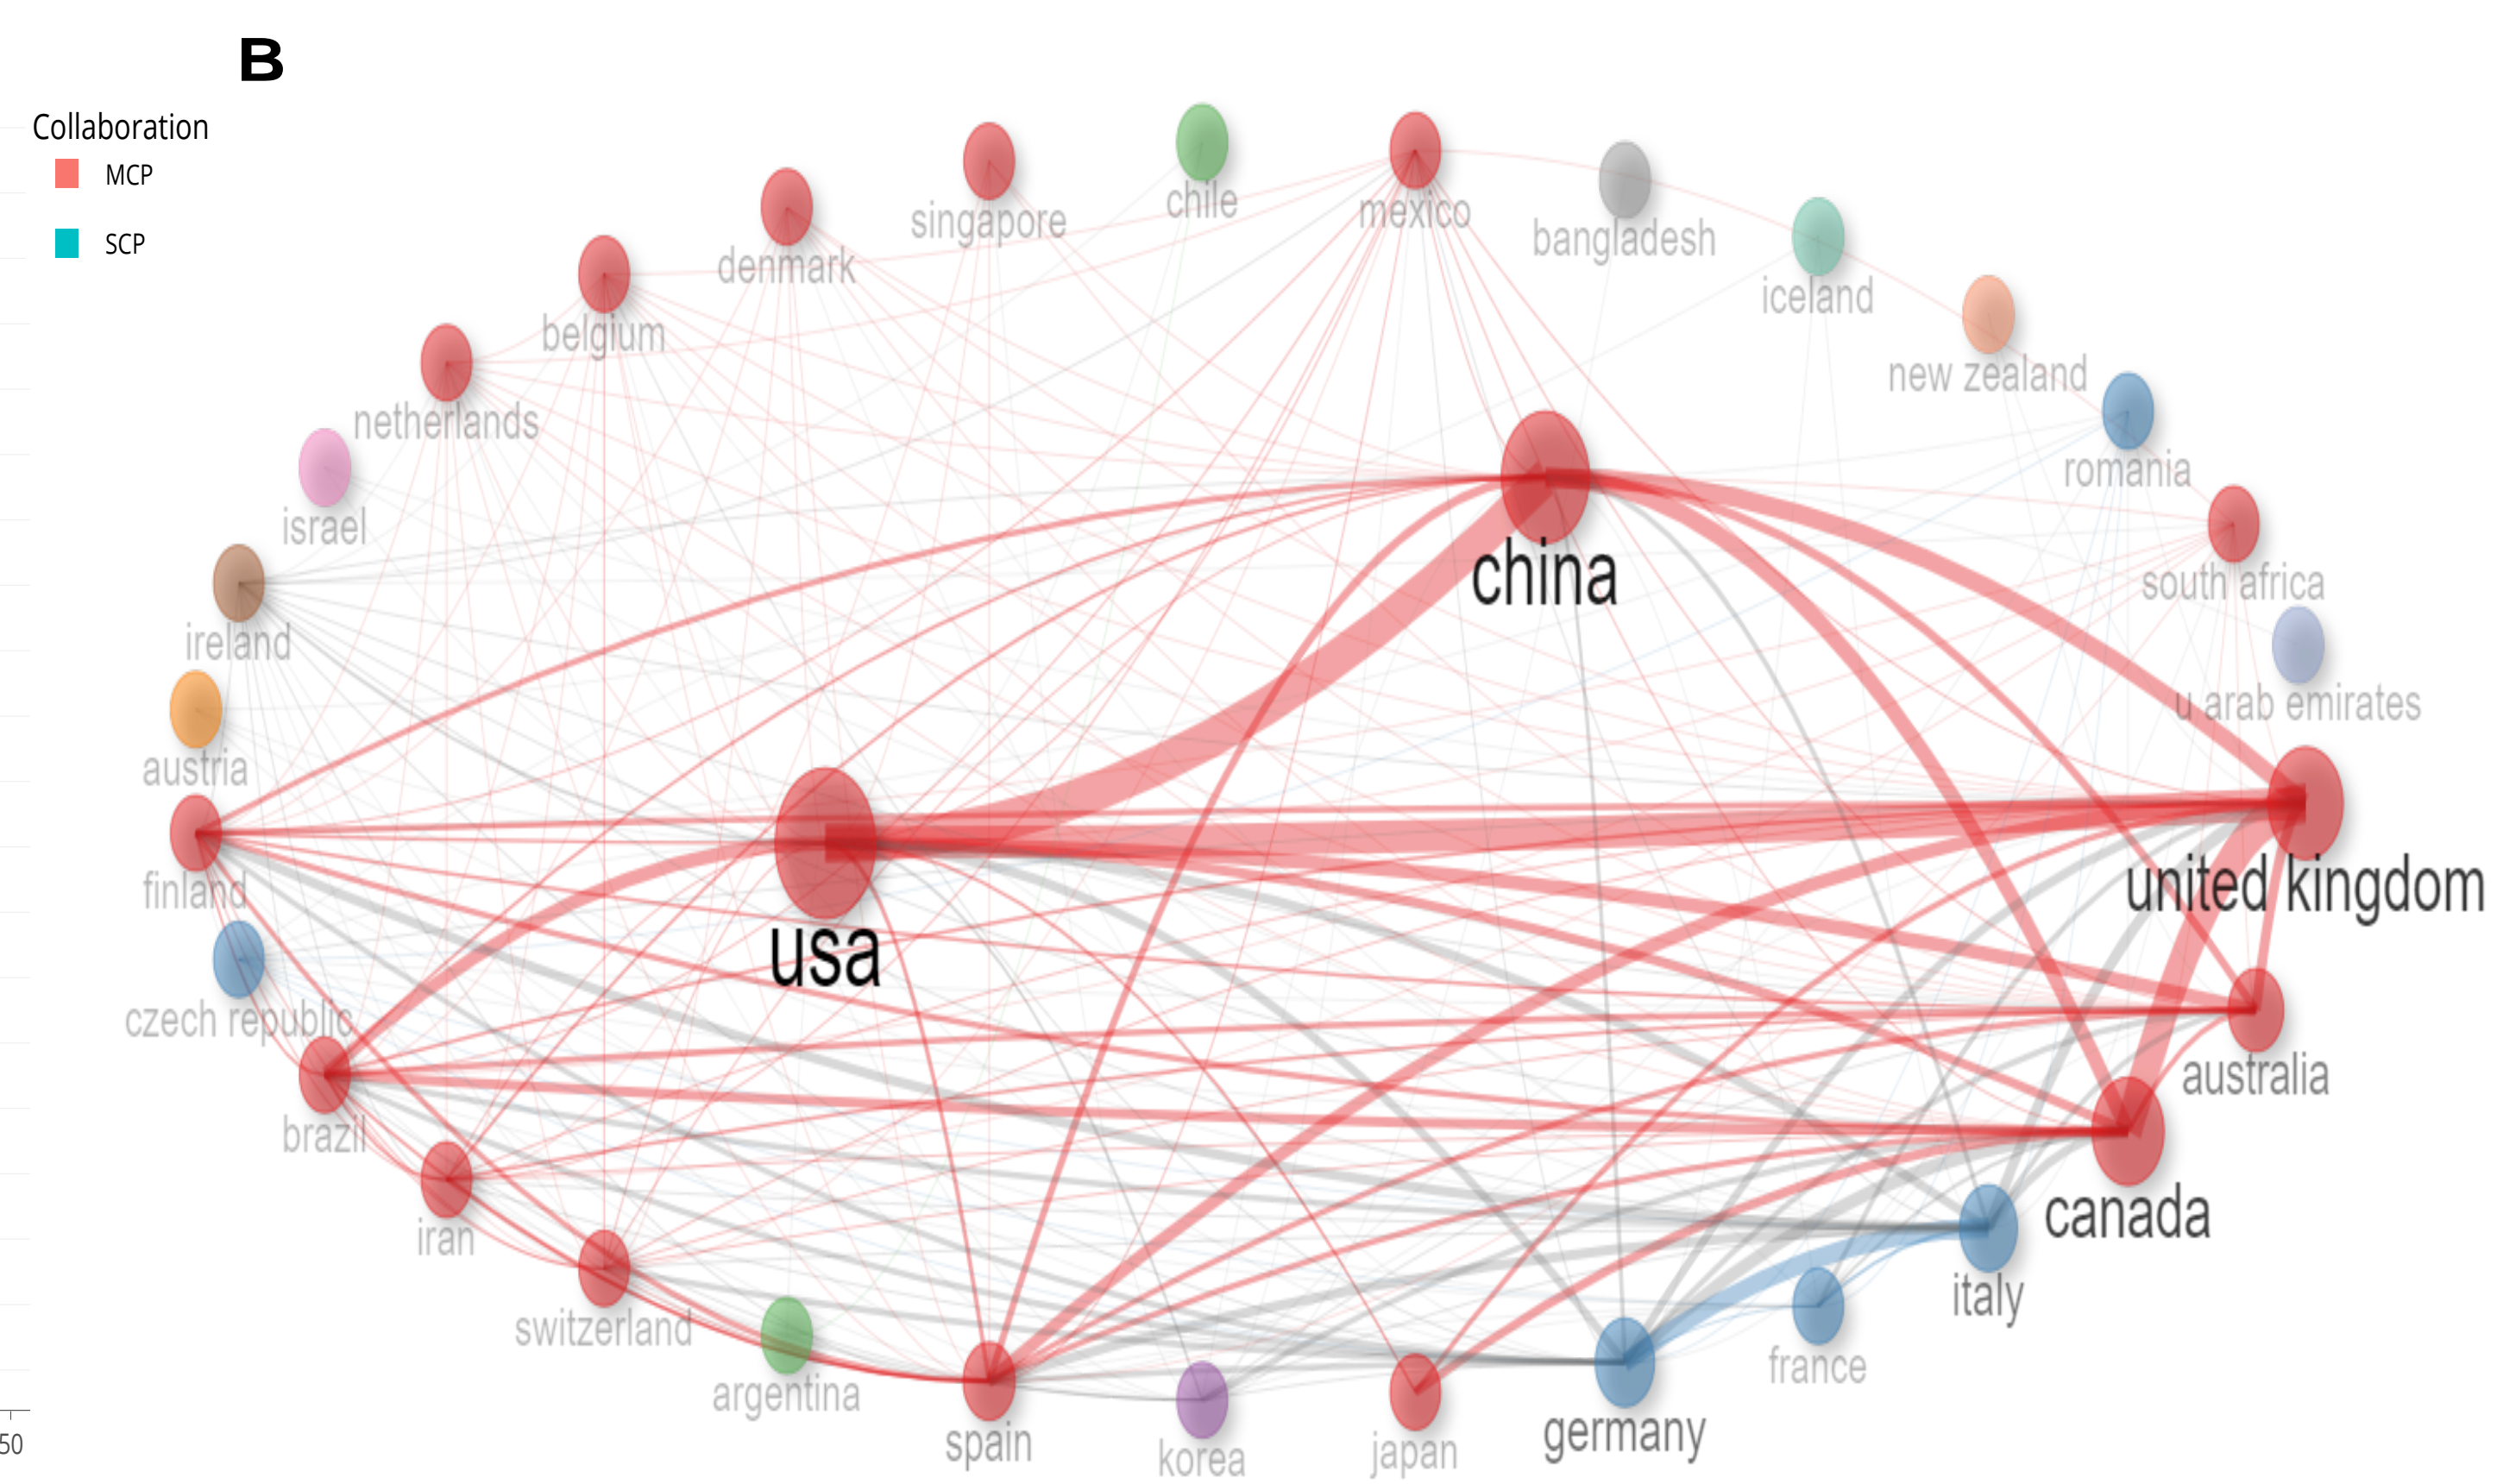 B
Collaboration
MCP
SCP
singapore
chile
mexico
denmark
bangladesh
belgium
iceland
netherlands
new zealand
israel
romania
china
south africa
ireland
u arab emirates
austria
finland
united kingdom
usa
czech republic
australia
brazil
iran
canada
italy
switzerland
france
argentina
spain
korea
japan
germany
50